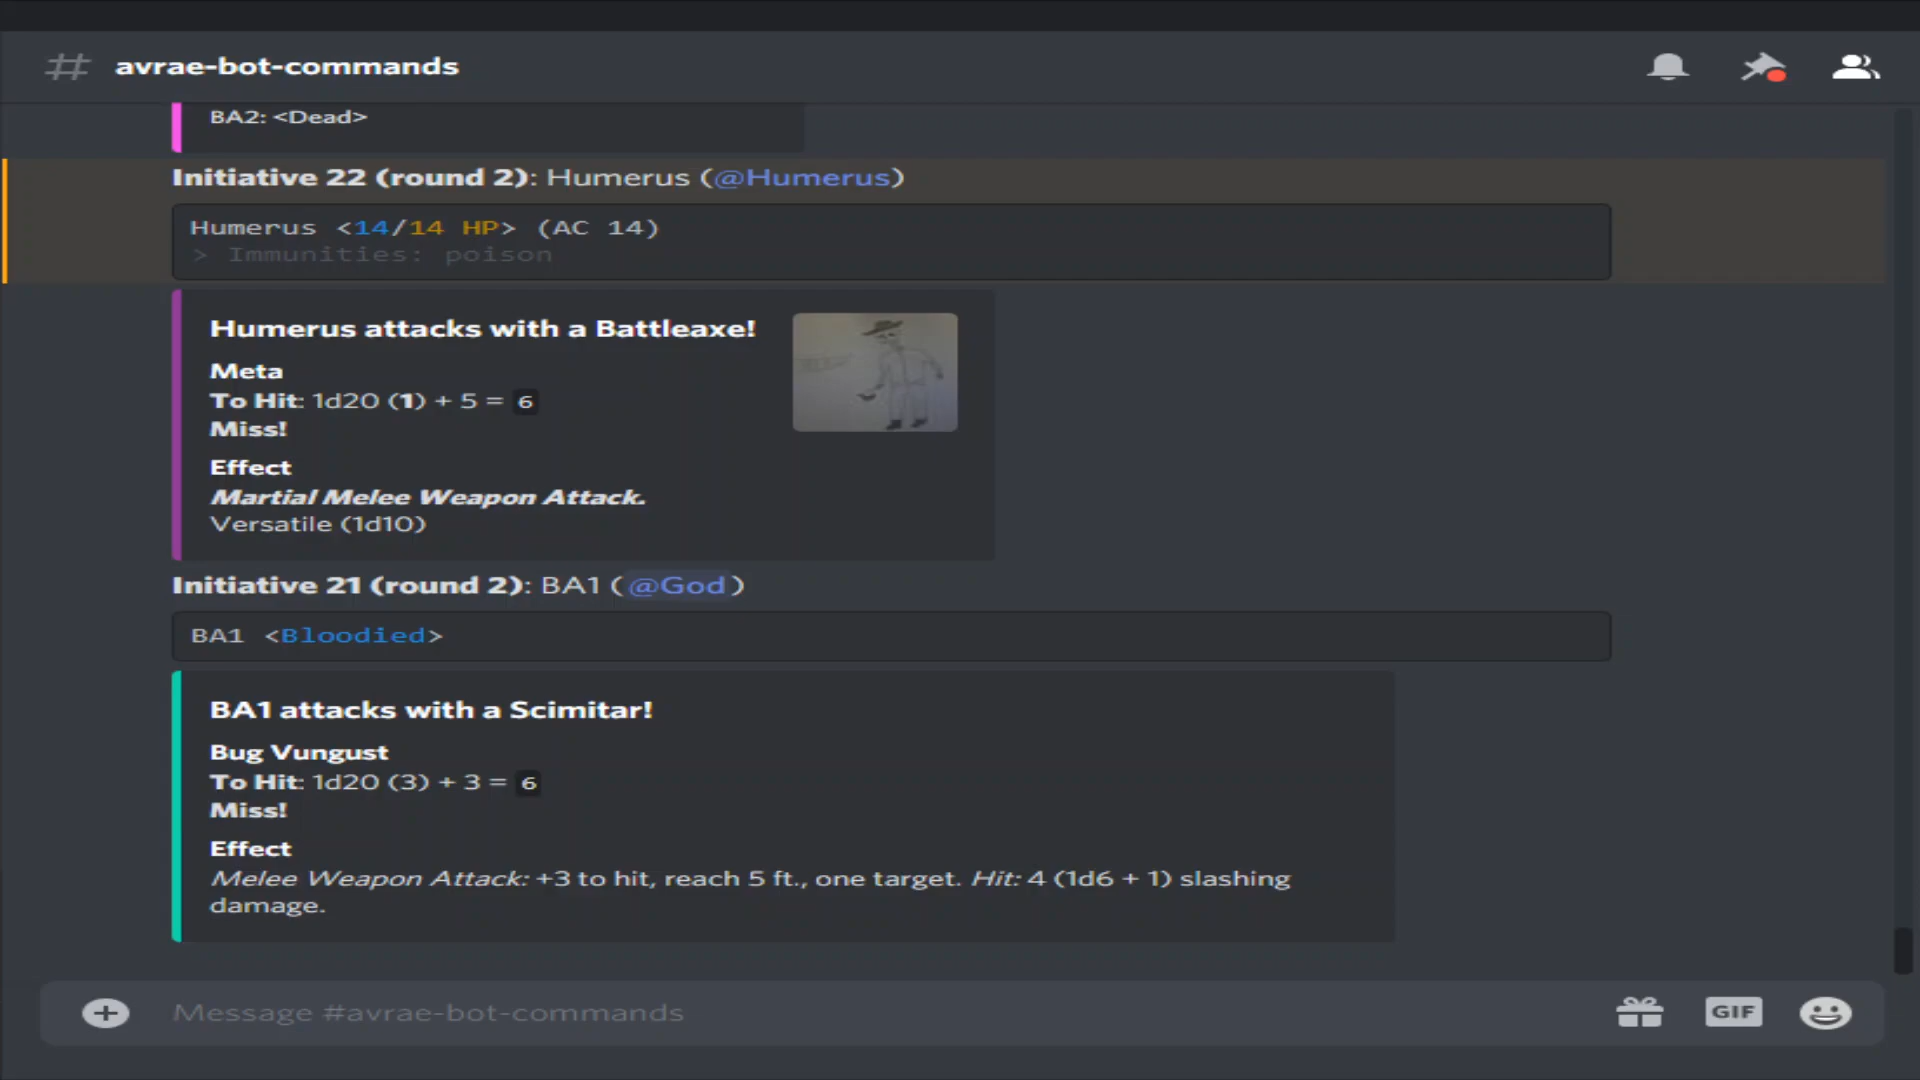 # avrae-bot-commands
BA2: <Dead>
Initiative 22 (round 2): Humerus (@Humerus)
Humerus <14/14 HP> (AC 14)
> Immunities: poison
Humerus attacks with a Battleaxe!
Meta
To Hit: 1d20 (1) + 5 = 6
Miss!
Effect
Martial Melee Weapon Attack.
Versatile (1d10)
Initiative 21 (round 2): BA1 (@God)
BA1 <Bloodied>
BA1 attacks with a Scimitar!
Bug Vungust
To Hit: 1d20 (3) + 3 = 6
Miss!
Effect
Melee Weapon Attack: +3 to hit, reach 5 ft., one target. Hit: 4 (1d6 + 1) slashing
damage.
Message #avrae-bot-commands
GIF